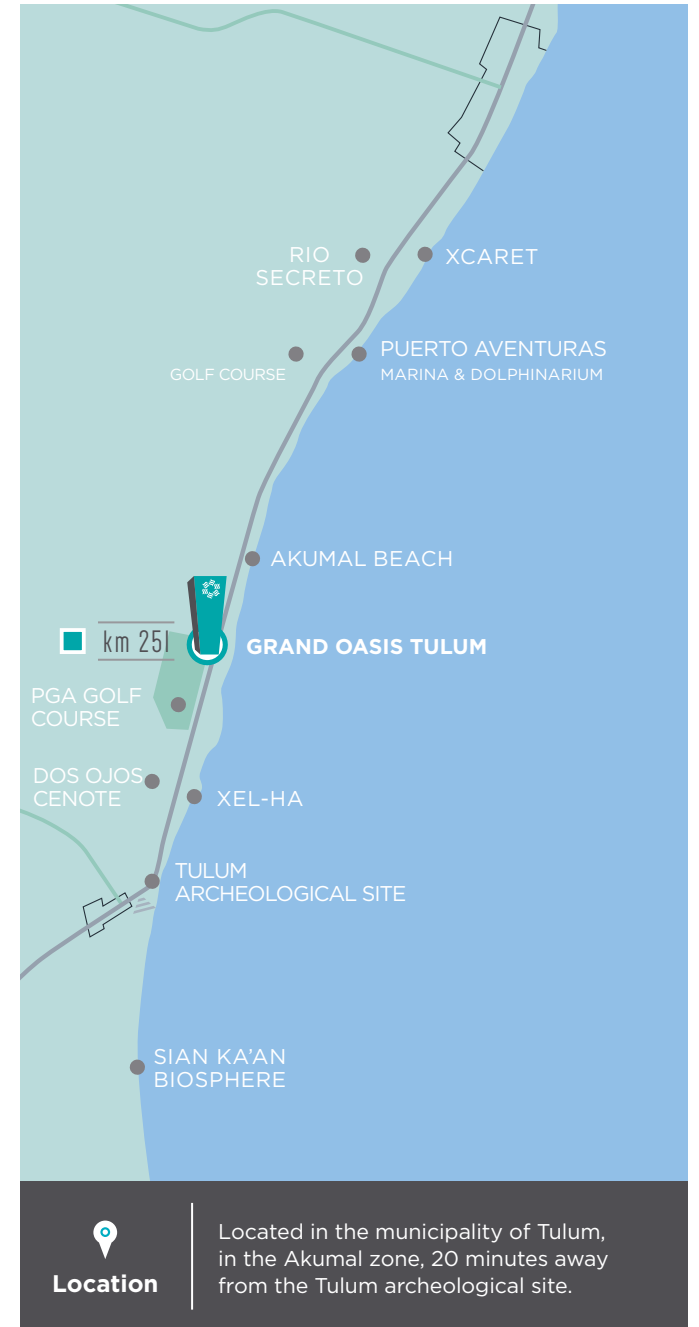 RIO
SECRETO
XCARET
PUERTO AVENTURAS
GOLF COURSE
MARINA & DOLPHINARIUM
AKUMAL BEACH
km 251
GRAND OASIS TULUM
PGA GOLF
COURSE
DOS OJOS
CENOTE
XEL-HA
TULUM
ARCHEOLOGICAL SITE
SIAN KA'AN
BIOSPHERE
Location
Located in the municipality of Tulum,
in the Akumal zone, 20 minutes away
from the Tulum archeological site.